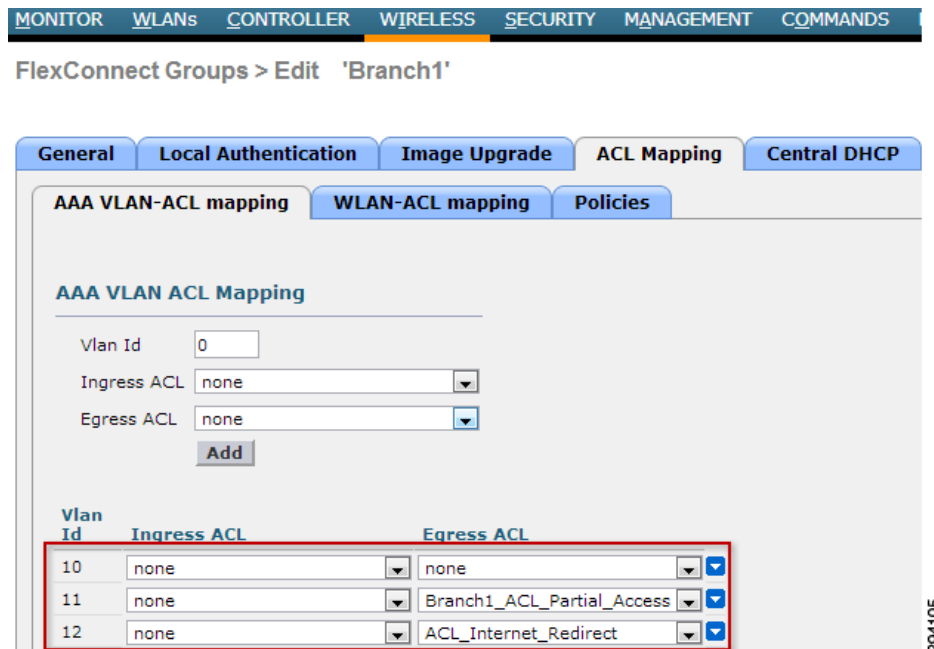 MONITOR WLANs CONTROLLER WIRELESS SECURITY MANAGEMENT COMMANDS
FlexConnect Groups > Edit 'Branch1'
General Local Authentication Image Upgrade ACL Mapping Central DHCP
AAA VLAN-ACL mapping WLAN-ACL mapping Policies
AAA VLAN ACL Mapping
Vlan Id 0
Ingress ACL none
Egress ACL none
Add
Vlan
Id Ingress ACL Egress ACL
10 none none
11 none Branch1_ACL_Partial_Access
12 none ACL_Internet_Redirect